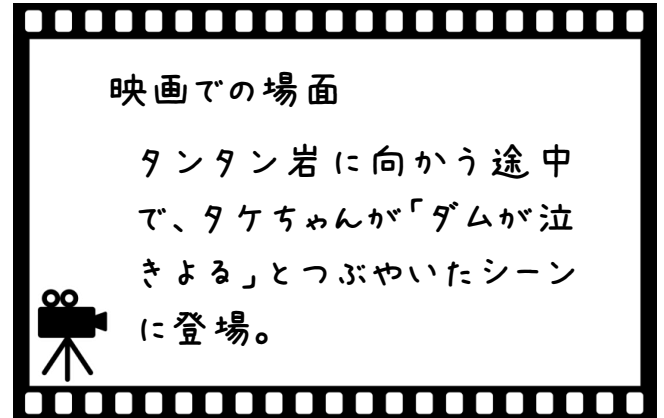 映画での場面
タンタン岩に向かう途中
で、タケちゃんが「ダムが泣
きよる」とつぶやいたシーン
に登場。